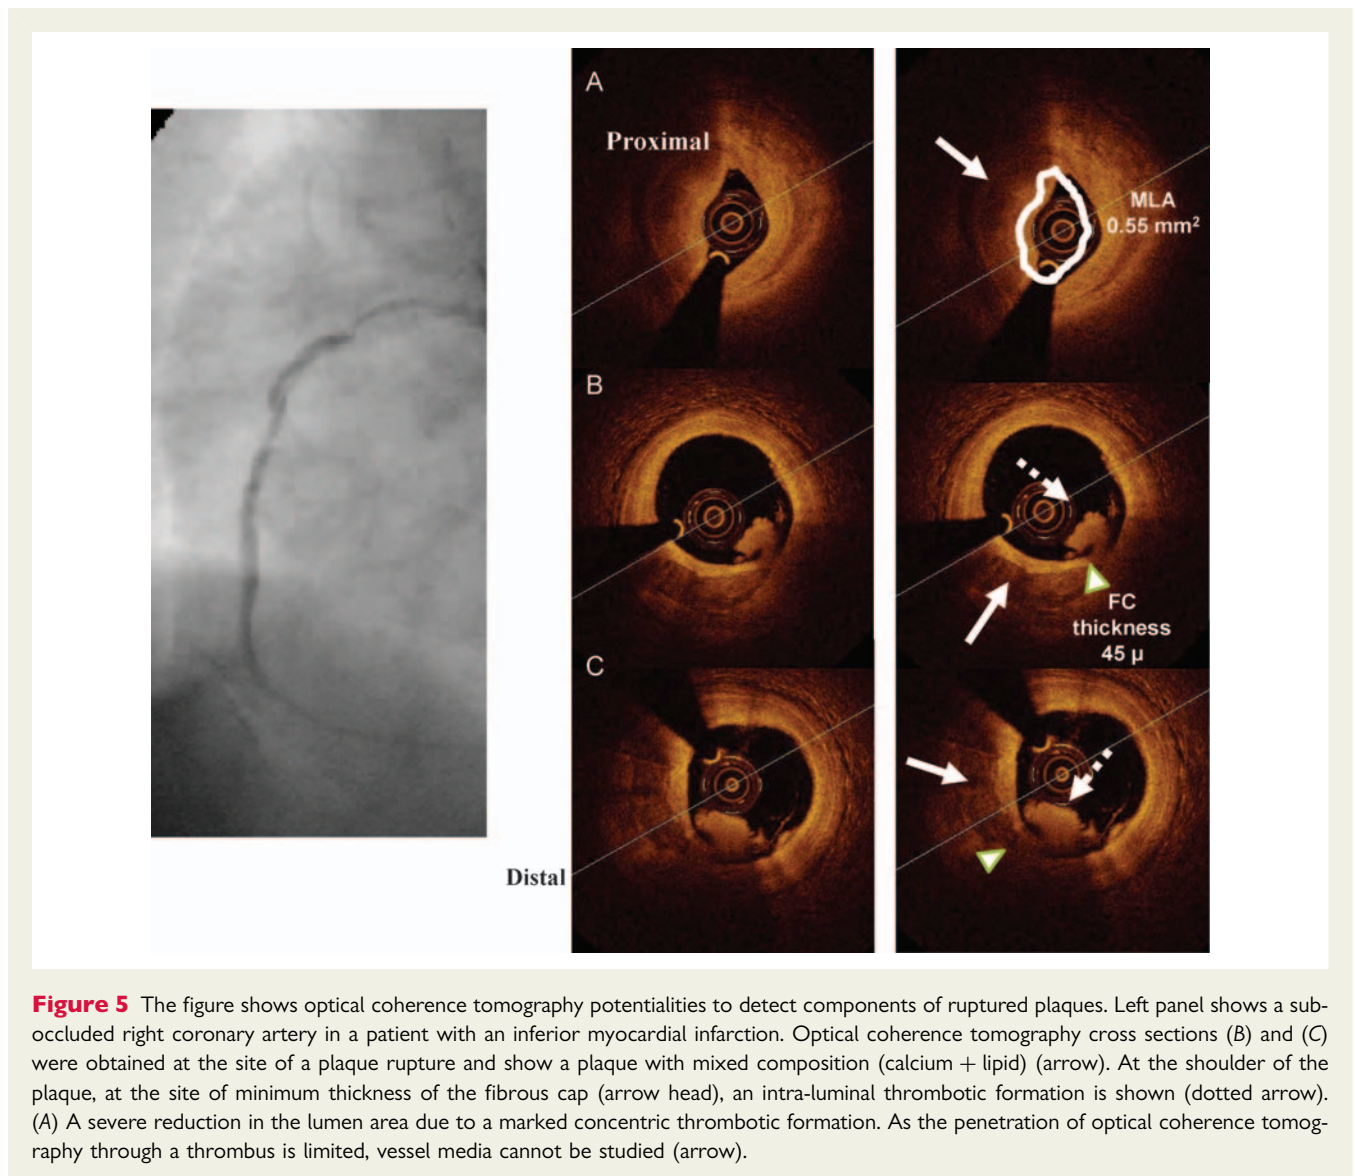 A
Proximal
MLA
0.55 mm²
B
FC
thickness
45 μ
C
Distal
Figure 5 The figure shows optical coherence tomography potentialities to detect components of ruptured plaques. Left panel shows a sub-
occluded right coronary artery in a patient with an inferior myocardial infarction. Optical coherence tomography cross sections (B) and (C)
were obtained at the site of a plaque rupture and show a plaque with mixed composition (calcium + lipid) (arrow). At the shoulder of the
plaque, at the site of minimum thickness of the fibrous cap (arrow head), an intra-luminal thrombotic formation is shown (dotted arrow).
(A) A severe reduction in the lumen area due to a marked concentric thrombotic formation. As the penetration of optical coherence tomog-
raphy through a thrombus is limited, vessel media cannot be studied (arrow).